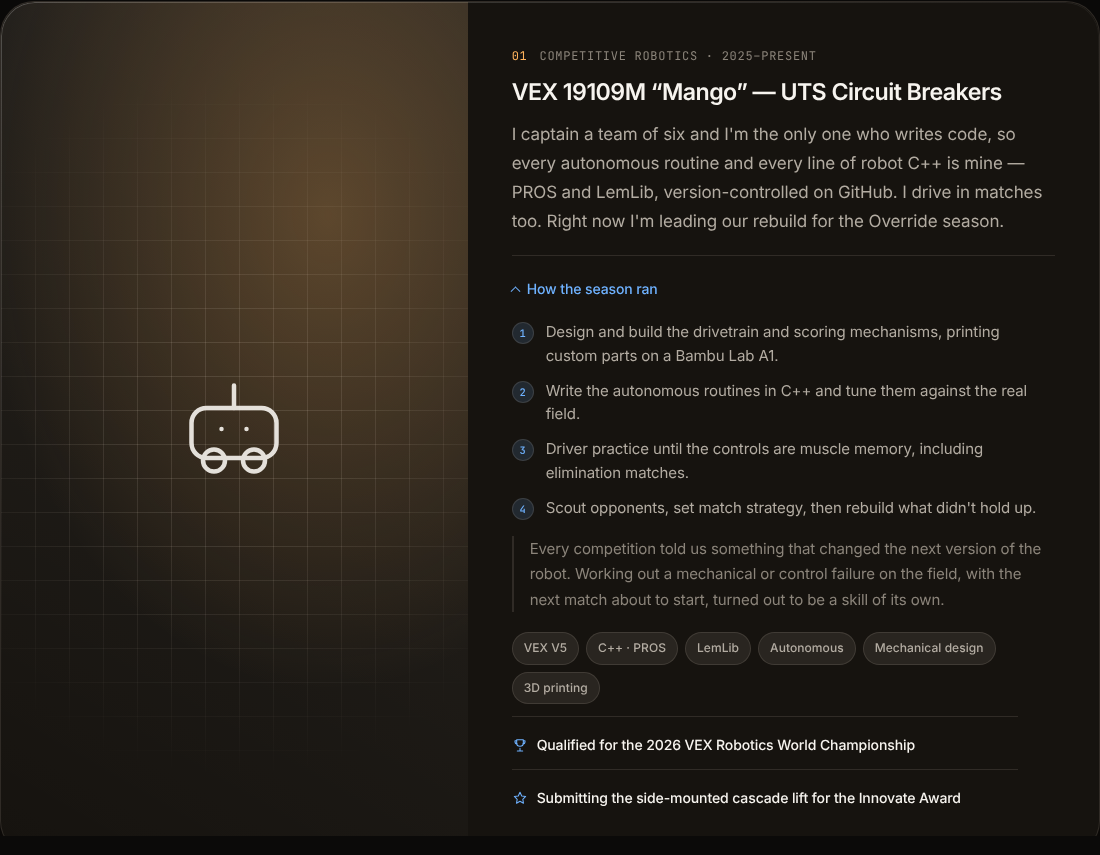 01 COMPETITIVE ROBOTICS · 2025–PRESENT
VEX 19109M “Mango” — UTS Circuit Breakers
I captain a team of six and I'm the only one who writes code, so
every autonomous routine and every line of robot C++ is mine —
PROS and LemLib, version-controlled on GitHub. I drive in matches
too. Right now I'm leading our rebuild for the Override season.
How the season ran
1 Design and build the drivetrain and scoring mechanisms, printing
custom parts on a Bambu Lab A1.
2 Write the autonomous routines in C++ and tune them against the real
field.
3 Driver practice until the controls are muscle memory, including
elimination matches.
4 Scout opponents, set match strategy, then rebuild what didn't hold up.
Every competition told us something that changed the next version of the
robot. Working out a mechanical or control failure on the field, with the
next match about to start, turned out to be a skill of its own.
VEX V5 C++ · PROS LemLib Autonomous Mechanical design
3D printing
Qualified for the 2026 VEX Robotics World Championship
Submitting the side-mounted cascade lift for the Innovate Award